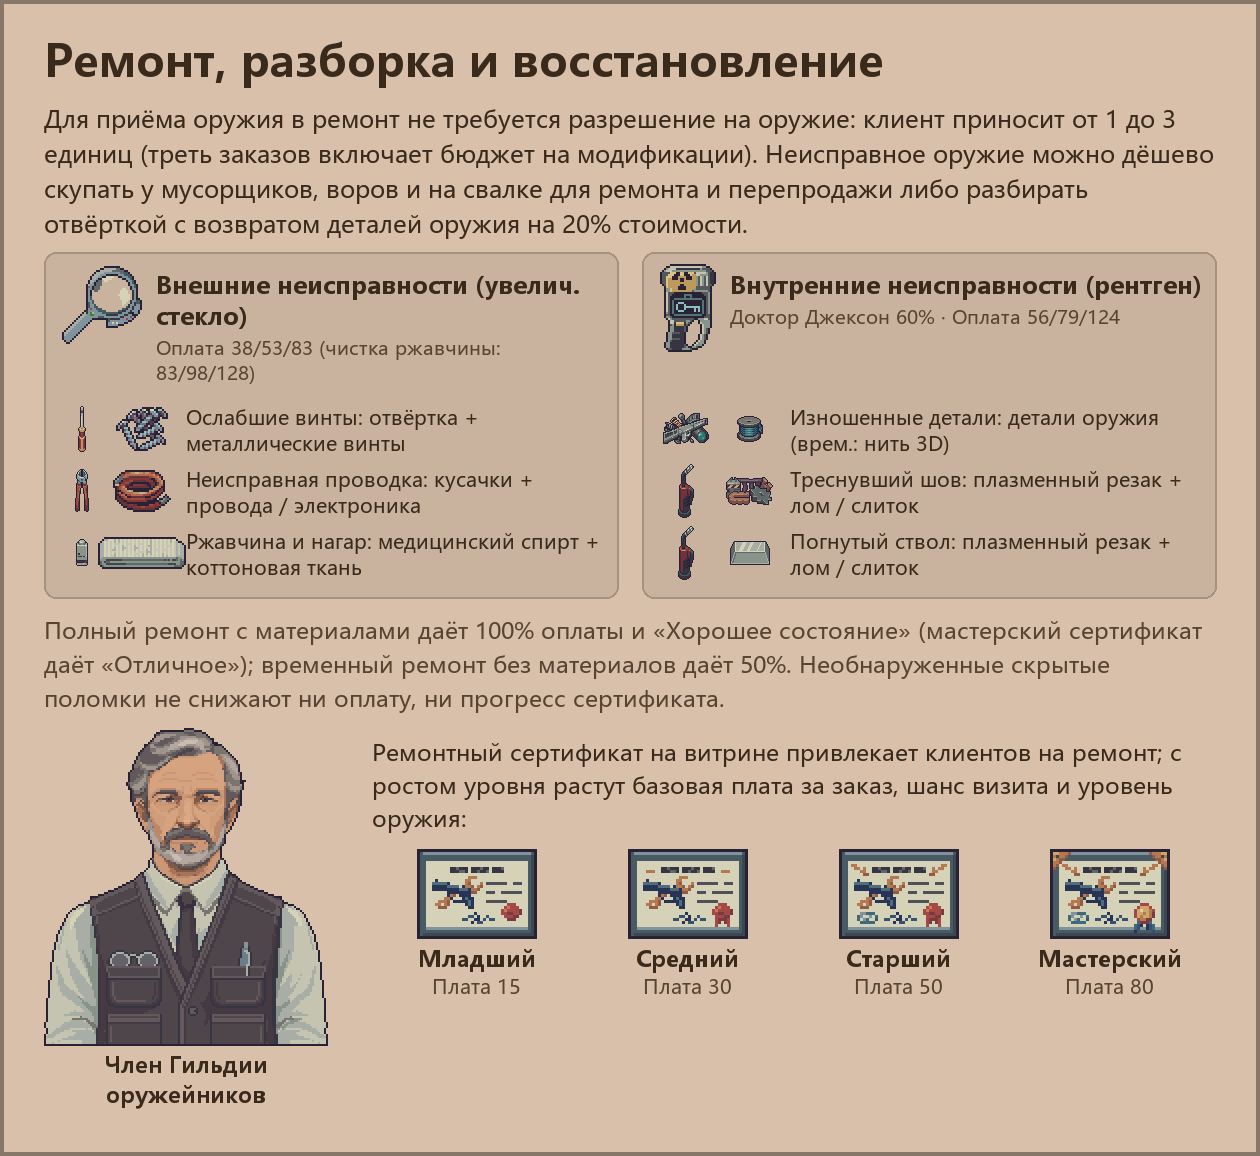 Ремонт, разборка и восстановление
Для приёма оружия в ремонт не требуется разрешение на оружие: клиент приносит от 1 до 3
единиц (треть заказов включает бюджет на модификации). Неисправное оружие можно дёшево
скупать у мусорщиков, воров и на свалке для ремонта и перепродажи либо разбирать
отвёрткой с возвратом деталей оружия на 20% стоимости.
Внешние неисправности (увелич.
стекло)
Оплата 38/53/83 (чистка ржавчины:
83/98/128)
Ослабшие винты: отвёртка +
металлические винты
Неисправная проводка: кусачки +
провода / электроника
Ржавчина и нагар: медицинский спирт +
коттоновая ткань
Внутренние неисправности (рентген)
Доктор Джексон 60% · Оплата 56/79/124
Изношенные детали: детали оружия
(врем.: нить 3D)
Треснувший шов: плазменный резак +
лом / слиток
Погнутый ствол: плазменный резак +
лом / слиток
Полный ремонт с материалами даёт 100% оплаты и «Хорошее состояние» (мастерский сертификат
даёт «Отличное»); временный ремонт без материалов даёт 50%. Необнаруженные скрытые
поломки не снижают ни оплату, ни прогресс сертификата.
Член Гильдии
оружейников
Ремонтный сертификат на витрине привлекает клиентов на ремонт; с
ростом уровня растут базовая плата за заказ, шанс визита и уровень
оружия:
Младший
Плата 15
Средний
Плата 30
Старший
Плата 50
Мастерский
Плата 80